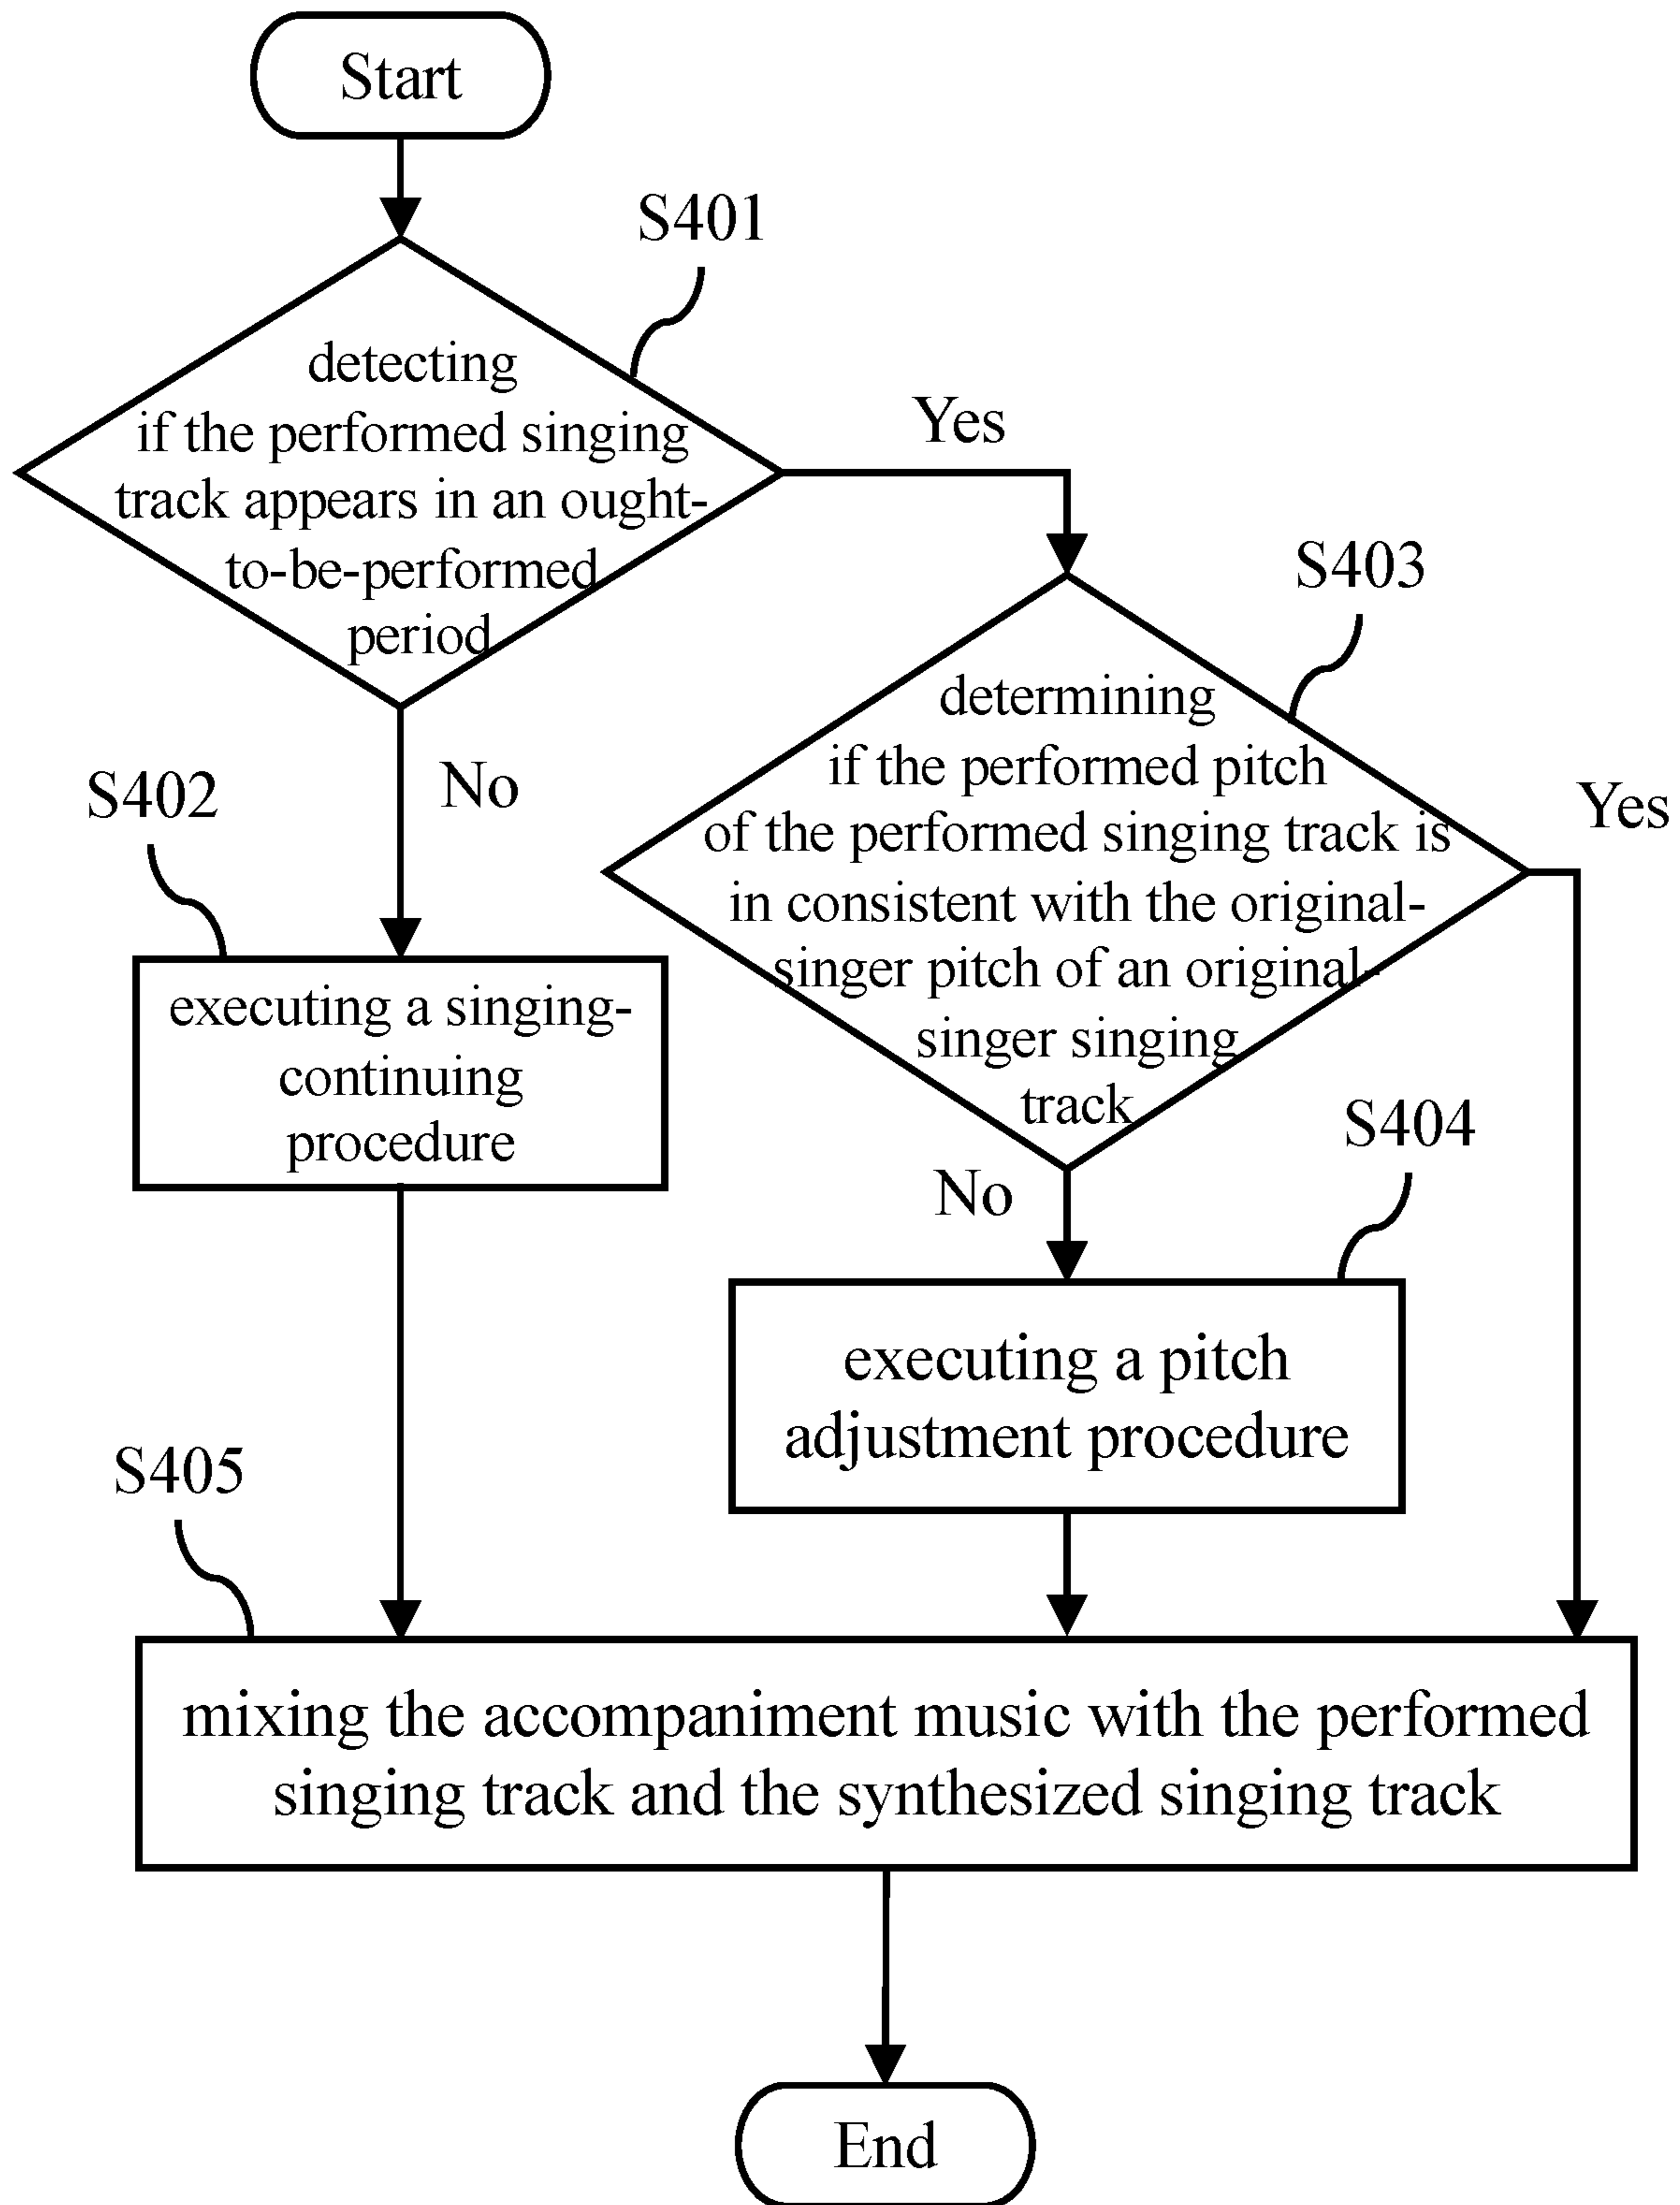 Start
S401
detecting
if the performed singing
track appears in an ought-
to-be-performed
period
Yes
No
S403
determining
if the performed pitch
of the performed singing track is
in consistent with the original-
singer pitch of an original-
singer singing
track
Yes
No
S402
executing a singing-
continuing
procedure
S404
executing a pitch
adjustment procedure
S405
mixing the accompaniment music with the performed
singing track and the synthesized singing track
End